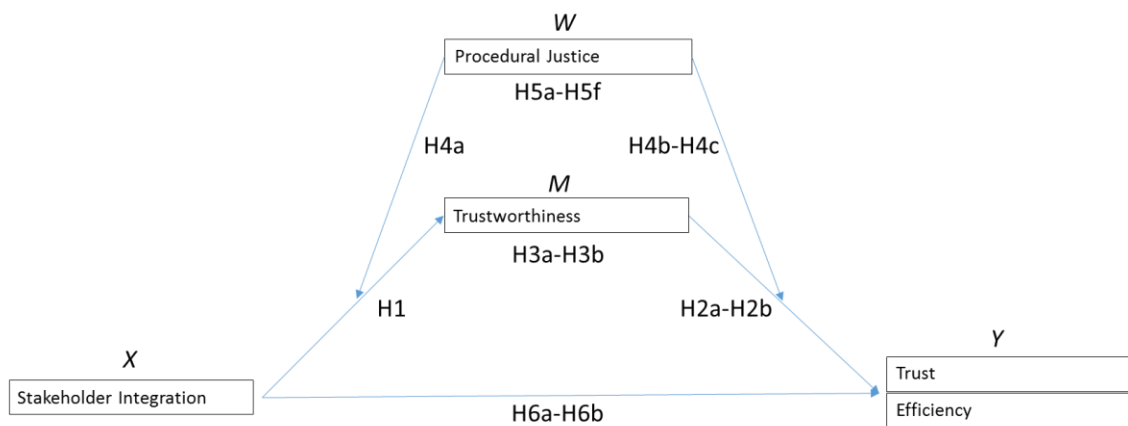 W
Procedural Justice
H5a-H5f
H4a
H4b-H4c
M
Trustworthiness
H3a-H3b
H1
H2a-H2b
X
Y
Stakeholder Integration
Trust
Efficiency
H6a-H6b